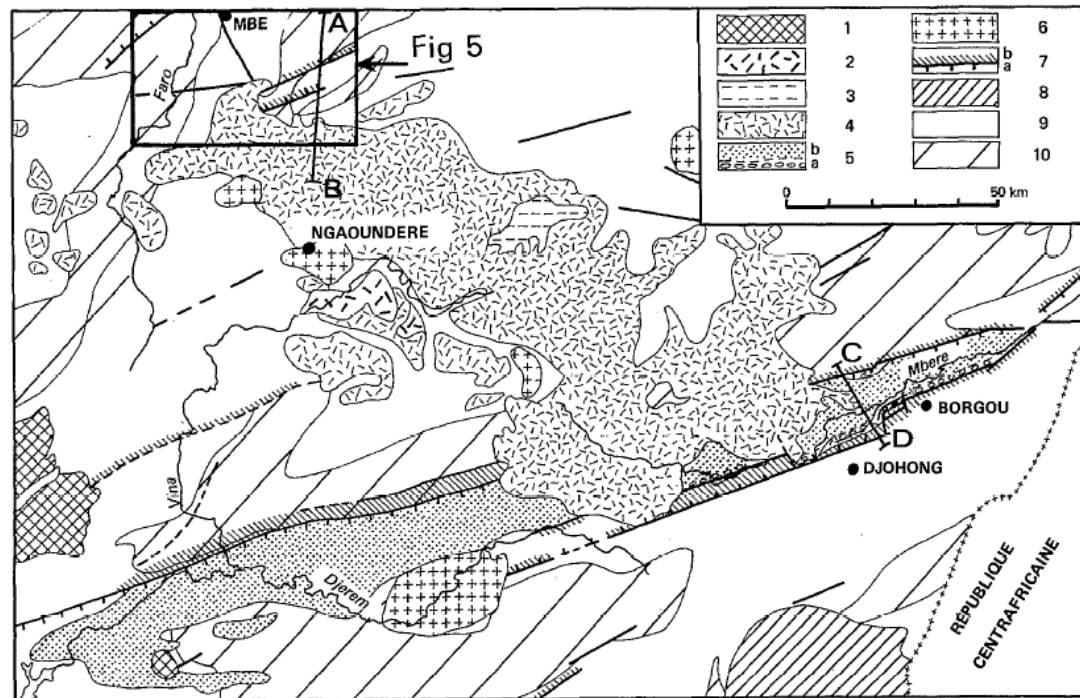 MBE
A
Fig 5
Faro
B
NGAOUNDERE
1
2
3
4
b
a
5
6
b
a
7
8
9
10
0
50 km
C
Mbere
BORGOU
D
DJOHONG
Vina
Djerem
RÉPUBLIQUE
CENTRAFRICAINE